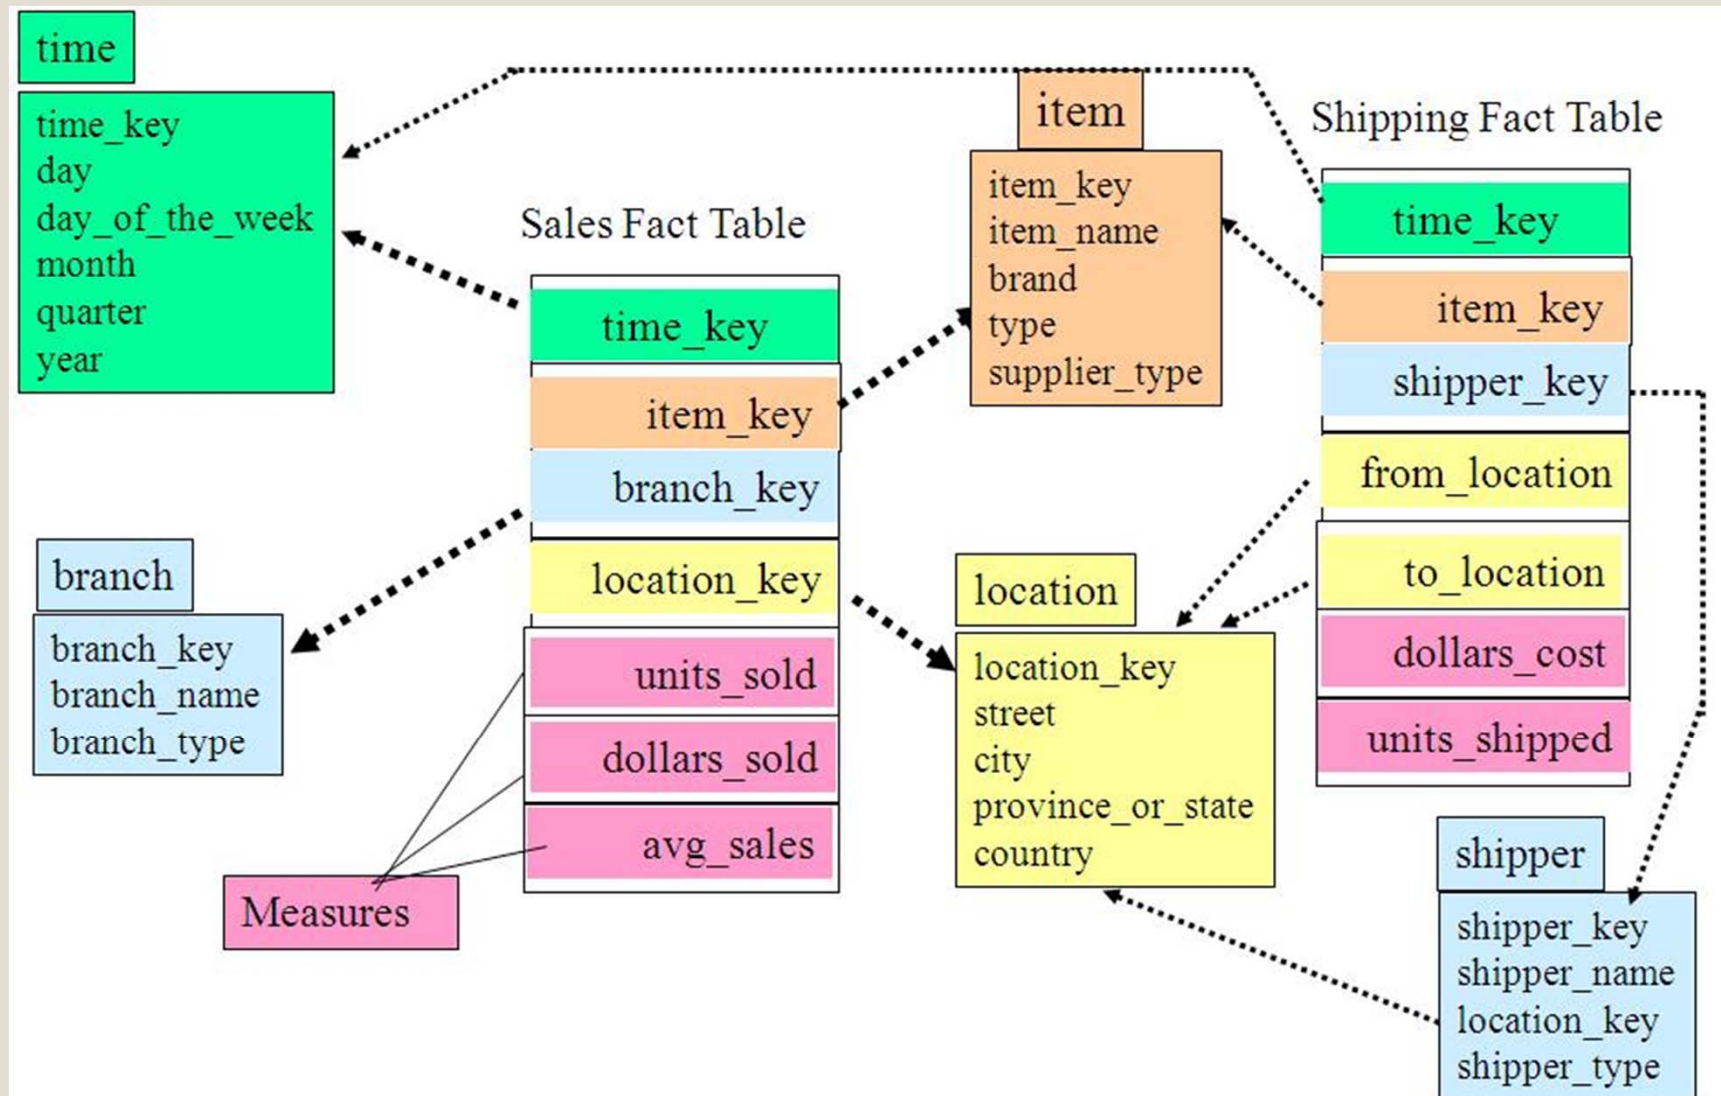 time
time_key
day
day_of_the_week
month
quarter
year
Sales Fact Table
time_key
item_key
branch_key
location_key
units_sold
dollars_sold
avg_sales
Measures
branch
branch_key
branch_name
branch_type
item
item_key
item_name
brand
type
supplier_type
location
location_key
street
city
province_or_state
country
Shipping Fact Table
time_key
item_key
shipper_key
from_location
to_location
dollars_cost
units_shipped
shipper
shipper_key
shipper_name
location_key
shipper_type